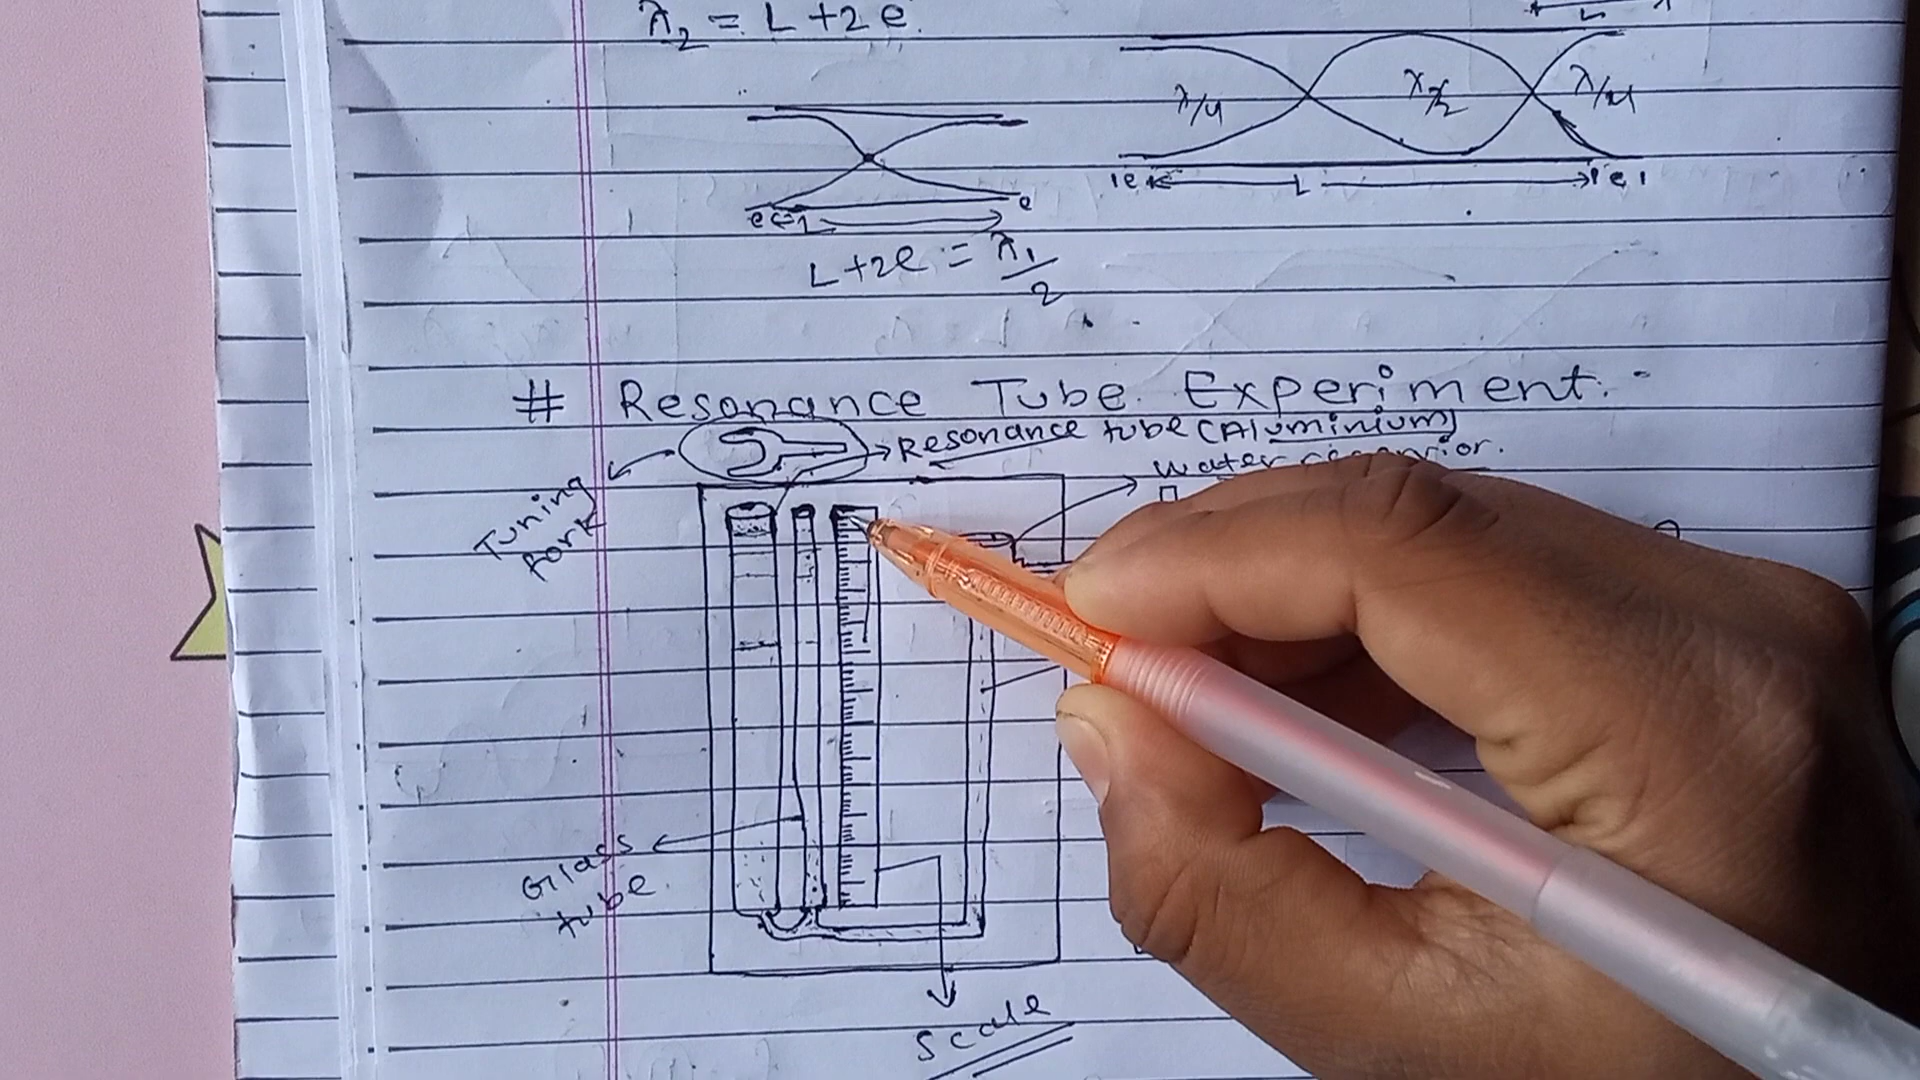 λ₂ = L+2e
L
λ/4 λ/2 λ/4
e L e
e L e
L+2e = λ₁/2
# Resonance Tube Experiment:-
Resonance tube (Aluminium)
Water
Tuning
fork
Glass
tube
Scale